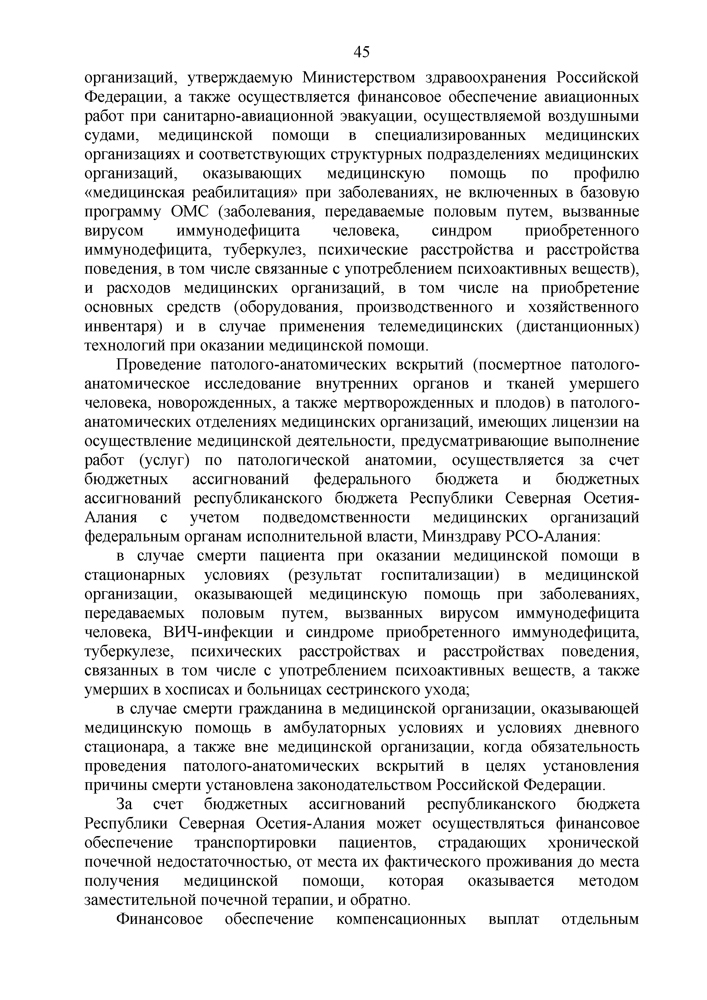 45
организаций, утверждаемую Министерством здравоохранения Российской
Федерации, а также осуществляется финансовое обеспечение авиационных
работ при санитарно-авиационной эвакуации, осуществляемой воздушными
судами, медицинской помощи в специализированных медицинских
организациях и соответствующих структурных подразделениях медицинских
организаций, оказывающих медицинскую помощь по профилю
«медицинская реабилитация» при заболеваниях, не включенных в базовую
программу ОМС (заболевания, передаваемые половым путем, вызванные
вирусом иммунодефицита человека, синдром приобретенного
иммунодефицита, туберкулез, психические расстройства и расстройства
поведения, в том числе связанные с употреблением психоактивных веществ),
и расходов медицинских организаций, в том числе на приобретение
основных средств (оборудования, производственного и хозяйственного
инвентаря) и в случае применения телемедицинских (дистанционных)
технологий при оказании медицинской помощи.
Проведение патолого-анатомических вскрытий (посмертное патолого-
анатомическое исследование внутренних органов и тканей умершего
человека, новорожденных, а также мертворожденных и плодов) в патолого-
анатомических отделениях медицинских организаций, имеющих лицензии на
осуществление медицинской деятельности, предусматривающие выполнение
работ (услуг) по патологической анатомии, осуществляется за счет
бюджетных ассигнований федерального бюджета и бюджетных
ассигнований республиканского бюджета Республики Северная Осетия-
Алания с учетом подведомственности медицинских организаций
федеральным органам исполнительной власти, Минздраву РСО-Алания:
в случае смерти пациента при оказании медицинской помощи в
стационарных условиях (результат госпитализации) в медицинской
организации, оказывающей медицинскую помощь при заболеваниях,
передаваемых половым путем, вызванных вирусом иммунодефицита
человека, ВИЧ-инфекции и синдроме приобретенного иммунодефицита,
туберкулезе, психических расстройствах и расстройствах поведения,
связанных в том числе с употреблением психоактивных веществ, а также
умерших в хосписах и больницах сестринского ухода;
в случае смерти гражданина в медицинской организации, оказывающей
медицинскую помощь в амбулаторных условиях и условиях дневного
стационара, а также вне медицинской организации, когда обязательность
проведения патолого-анатомических вскрытий в целях установления
причины смерти установлена законодательством Российской Федерации.
За счет бюджетных ассигнований республиканского бюджета
Республики Северная Осетия-Алания может осуществляться финансовое
обеспечение транспортировки пациентов, страдающих хронической
почечной недостаточностью, от места их фактического проживания до места
получения медицинской помощи, которая оказывается методом
заместительной почечной терапии, и обратно.
Финансовое обеспечение компенсационных выплат отдельным